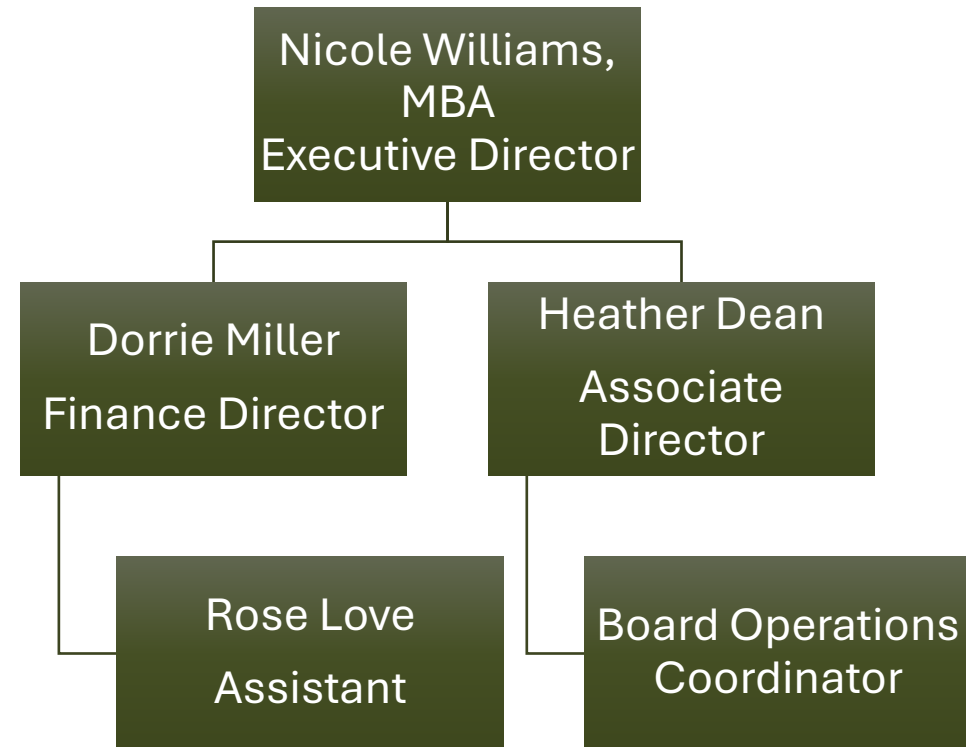 Nicole Williams,
MBA
Executive Director
Dorrie Miller
Finance Director
Heather Dean
Associate
Director
Rose Love
Assistant
Board Operations
Coordinator